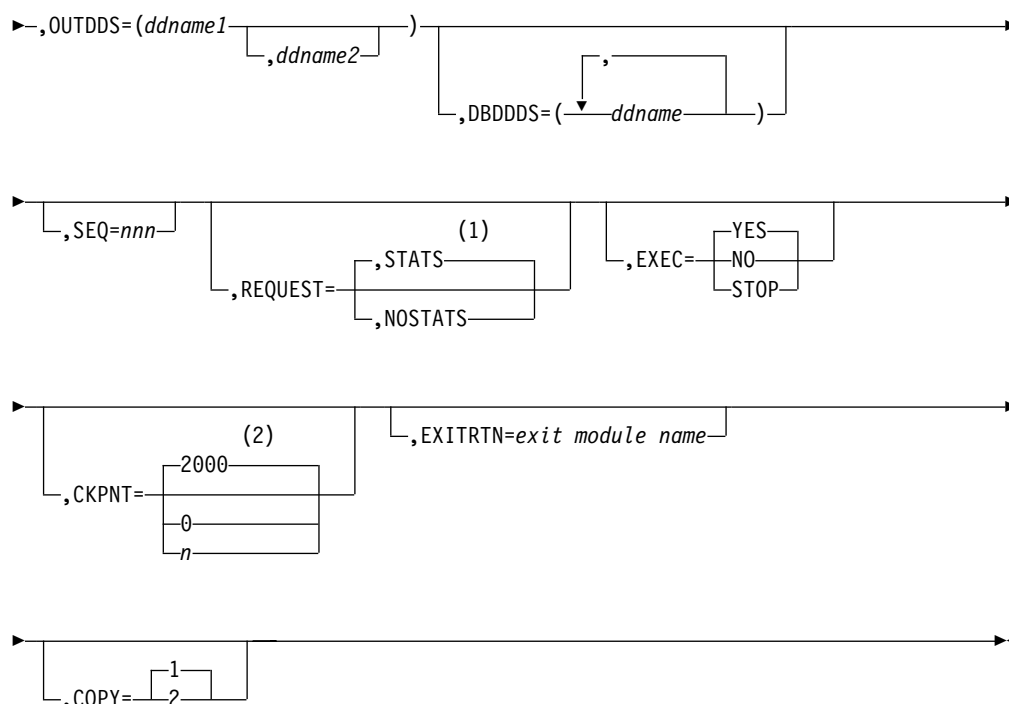 ,OUTDDS=(ddname1 )
,ddname2 ,
,DBDDDS=( ddname )
,SEQ=nnn (1) YES
,STATS ,EXEC= NO
,REQUEST= STOP
,NOSTATS
(2) ,EXITRTN=exit module name
2000
,CKPNT=
0
n
1
,COPY= 2